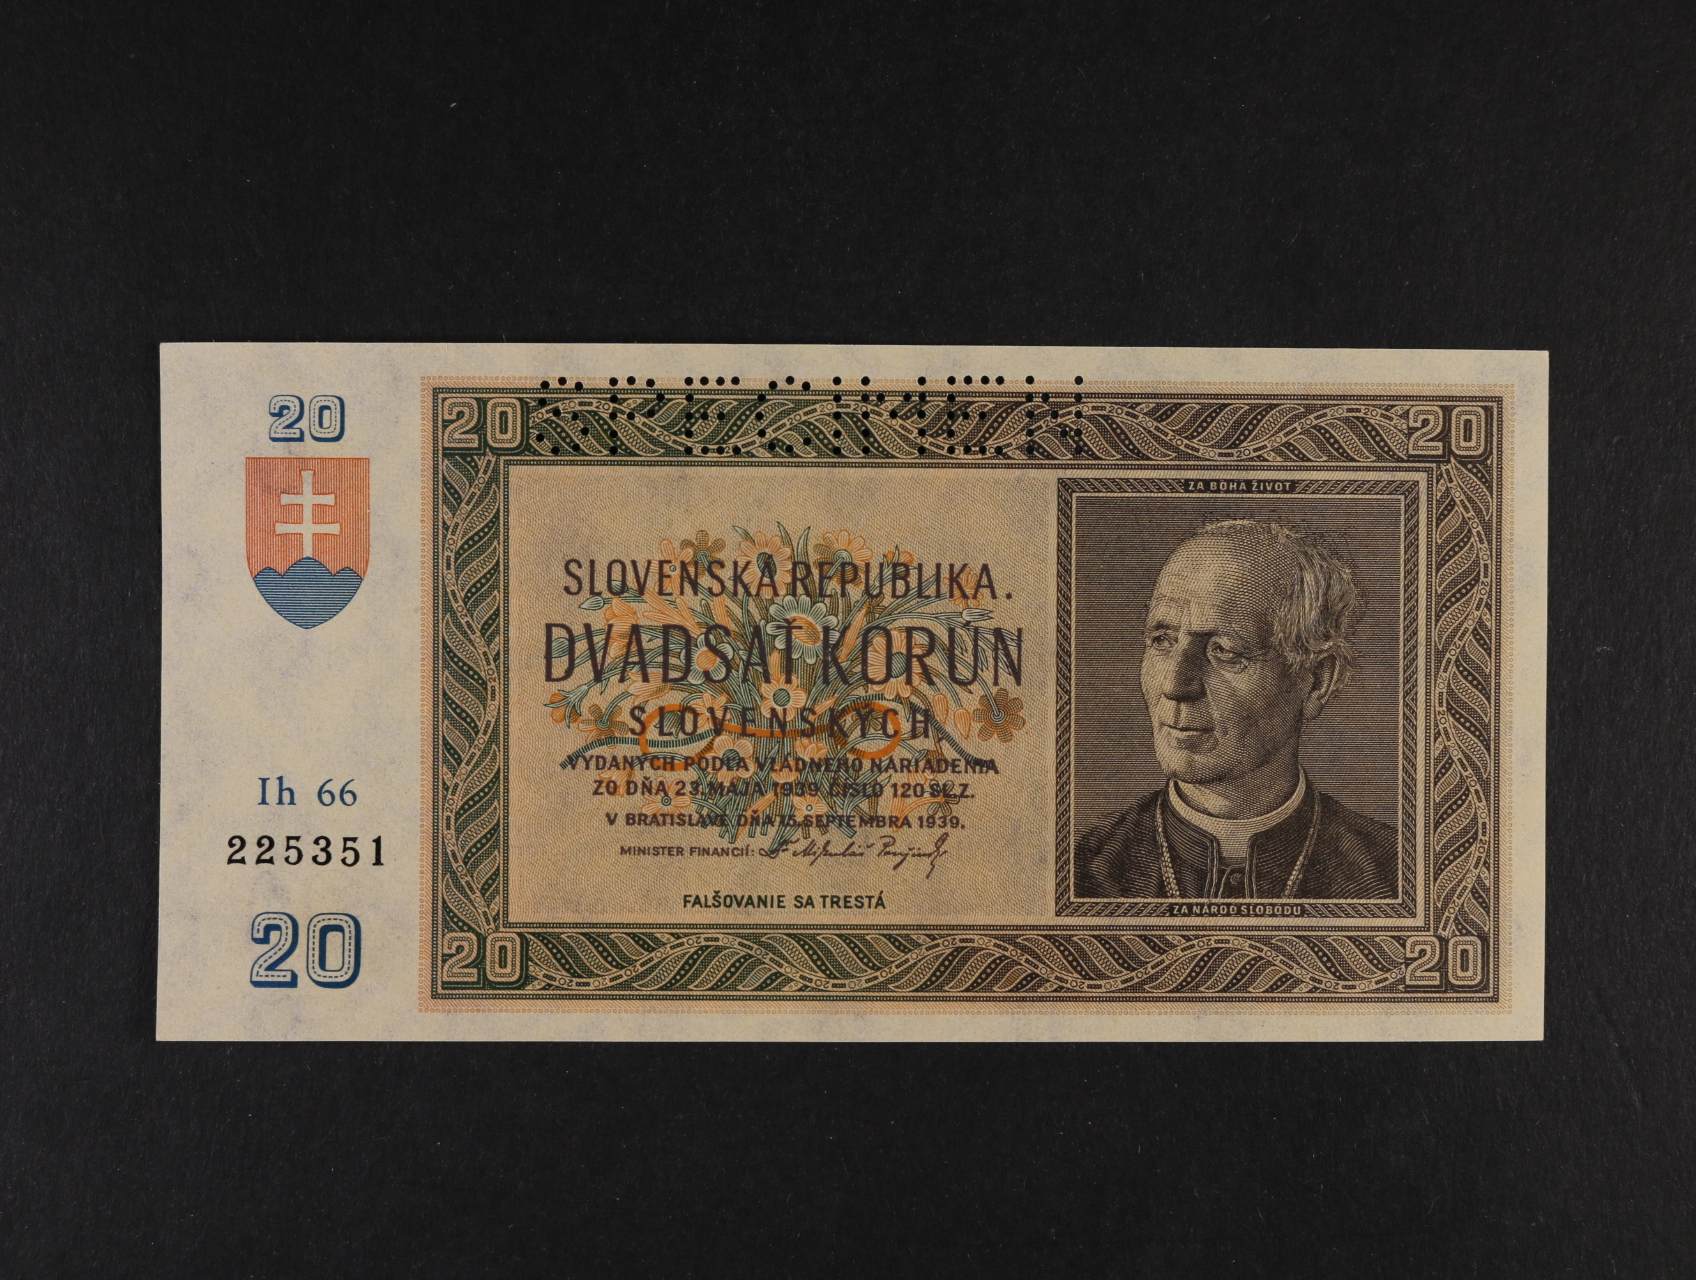 SPECIMEN
20
20
20
ZA BOHA ŽIVOT
SLOVENSKÁ REPUBLIKA.
DVADSAŤ KORÚN
SLOVENSKÝCH
VYDANÝCH PODĽA VLÁDNEHO NARIADENIA
ZO DŇA 23. MÁJA 1939 ČÍSLO 120 SL. Z.
V BRATISLAVE DŇA 15. SEPTEMBRA 1939.
MINISTER FINANCIÍ:
FALŠOVANIE SA TRESTÁ
ZA NÁROD SLOBODU
Ih 66
225351
20
20
20